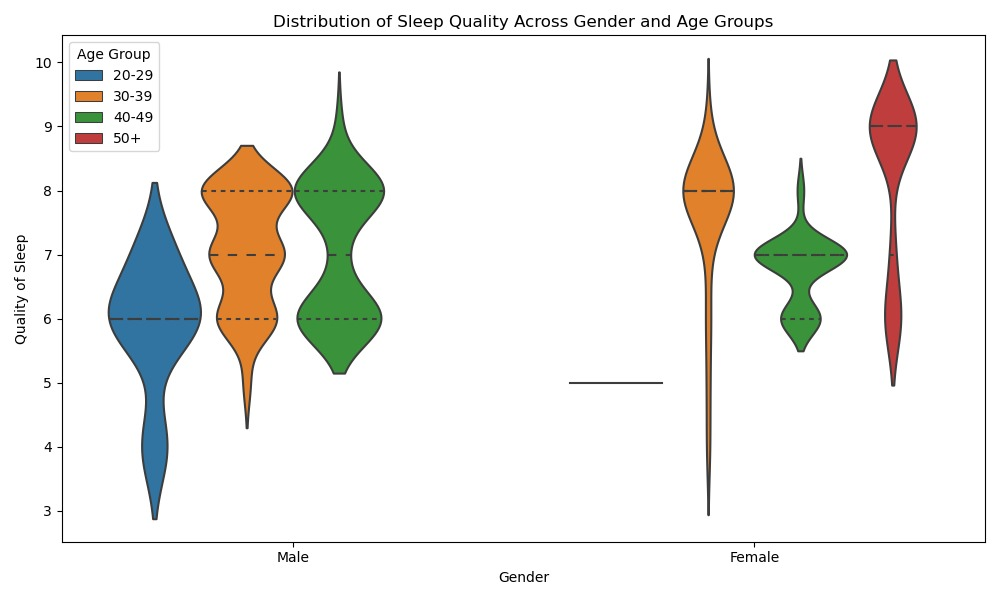 Distribution of Sleep Quality Across Gender and Age Groups
Age Group
20-29
30-39
40-49
50+
10
9
8
7
6
5
4
3
Quality of Sleep
Male
Female
Gender